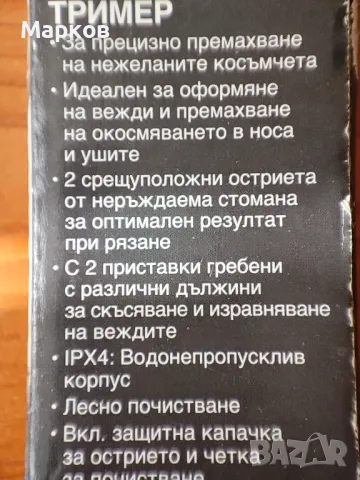 Марков
ТРИМЕР
• За прецизно премахване
на нежеланите косъмчета
• Идеален за оформяне
на вежди и премахване
на окосмяването в носа
и ушите
• 2 срещуположни остриета
от неръждаема стомана
за оптимален резултат
при рязане
• С 2 приставки гребени
с различни дължини
за скъсяване и изравняване
на веждите
• IPX4: Водонепропусклив
корпус
• Лесно почистване
• Вкл. защитна капачка
за острието и четка
за почистване
BAZAR